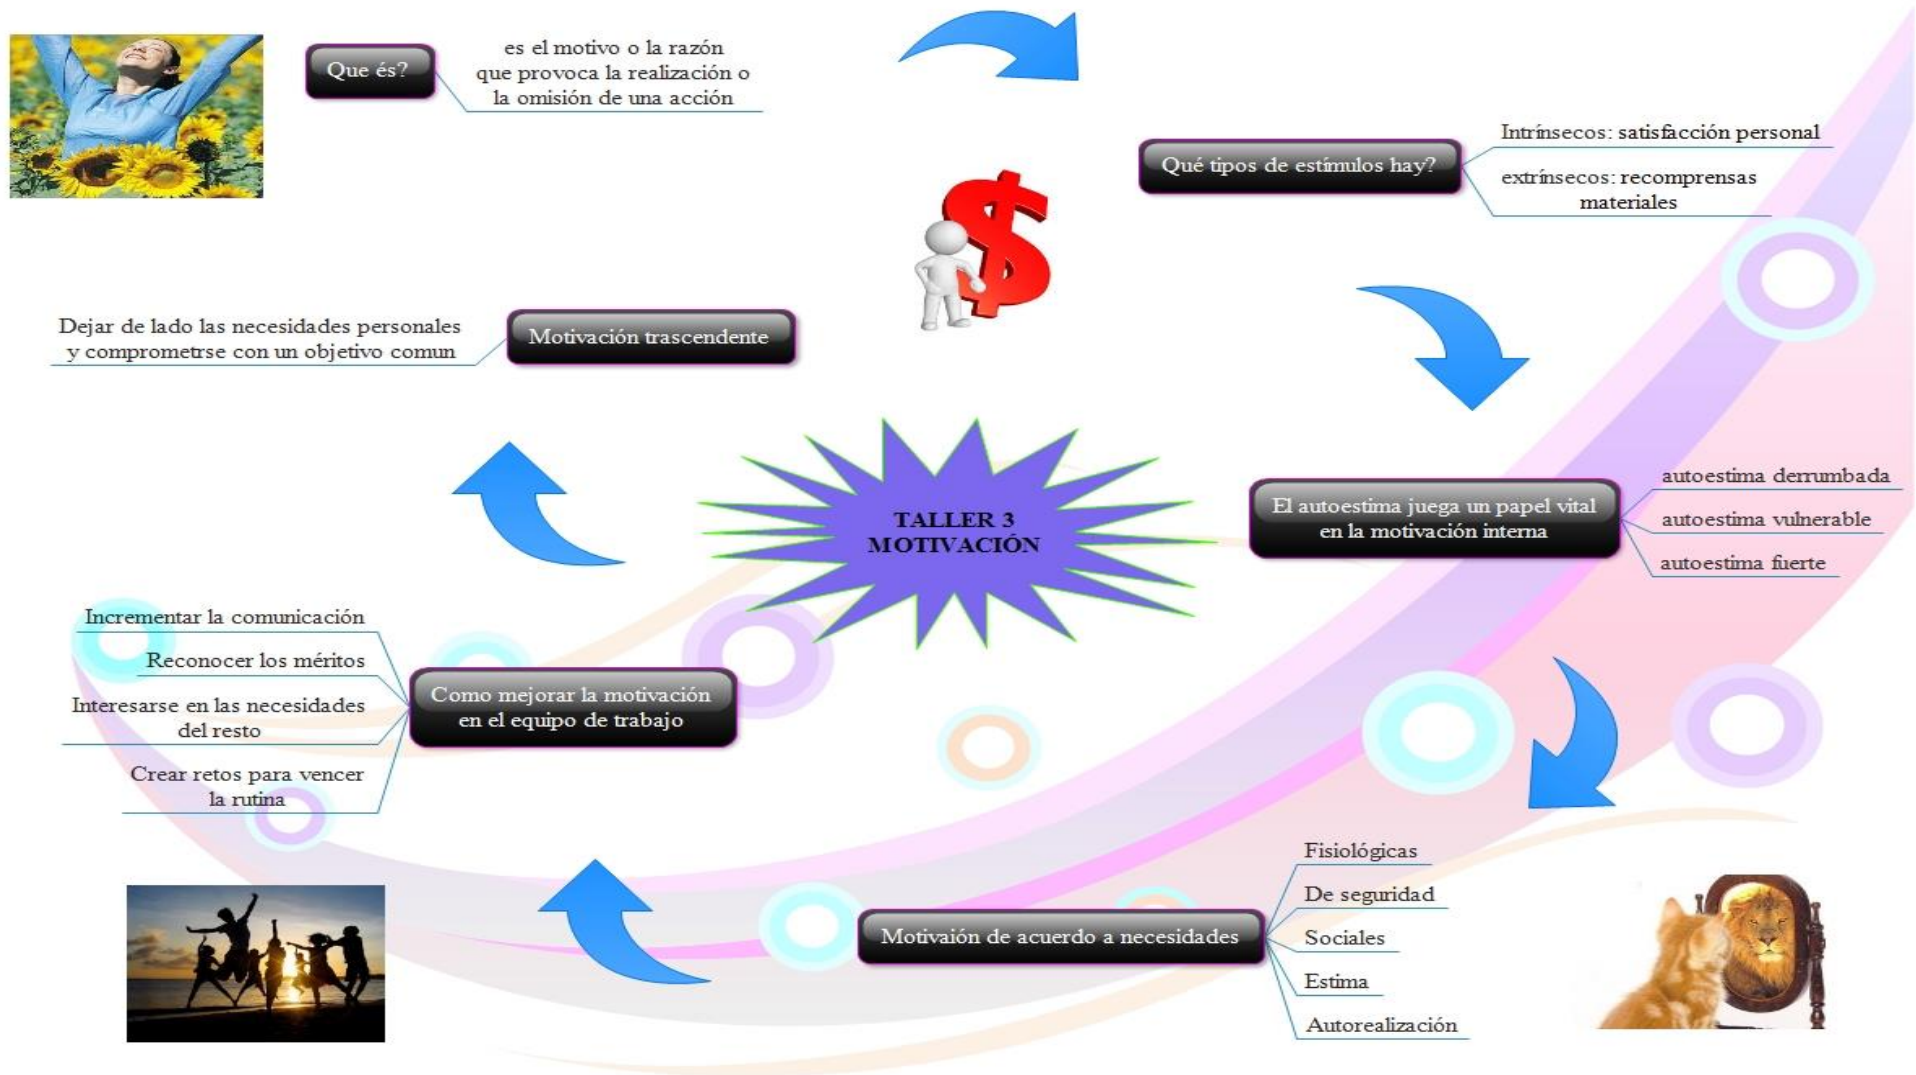 Que és?
es el motivo o la razón
que provoca la realización o
la omisión de una acción
Qué tipos de estímulos hay?
Intrínsecos: satisfacción personal
extrínsecos: recomprensas
materiales
El autoestima juega un papel vital
en la motivación interna
autoestima derrumbada
autoestima vulnerable
autoestima fuerte
Motivaión de acuerdo a necesidades
Fisiológicas
De seguridad
Sociales
Estima
Autorealización
Como mejorar la motivación
en el equipo de trabajo
Incrementar la comunicación
Reconocer los méritos
Interesarse en las necesidades
del resto
Crear retos para vencer
la rutina
Motivación trascendente
Dejar de lado las necesidades personales
y comprometrse con un objetivo comun
TALLER 3
MOTIVACIÓN